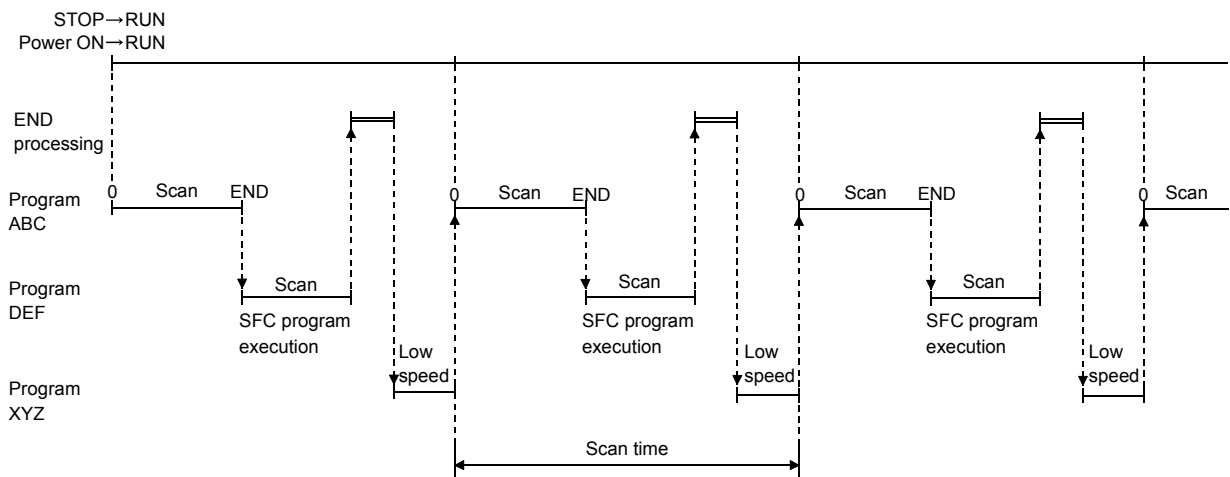 STOP→RUN
Power ON→RUN
END
processing
Program
ABC
0 Scan END 0 Scan END 0 Scan END 0 Scan
Program
DEF
Scan Scan Scan
SFC program
execution
SFC program
execution
SFC program
execution
Low
speed
Low
speed
Low
speed
Program
XYZ
Scan time